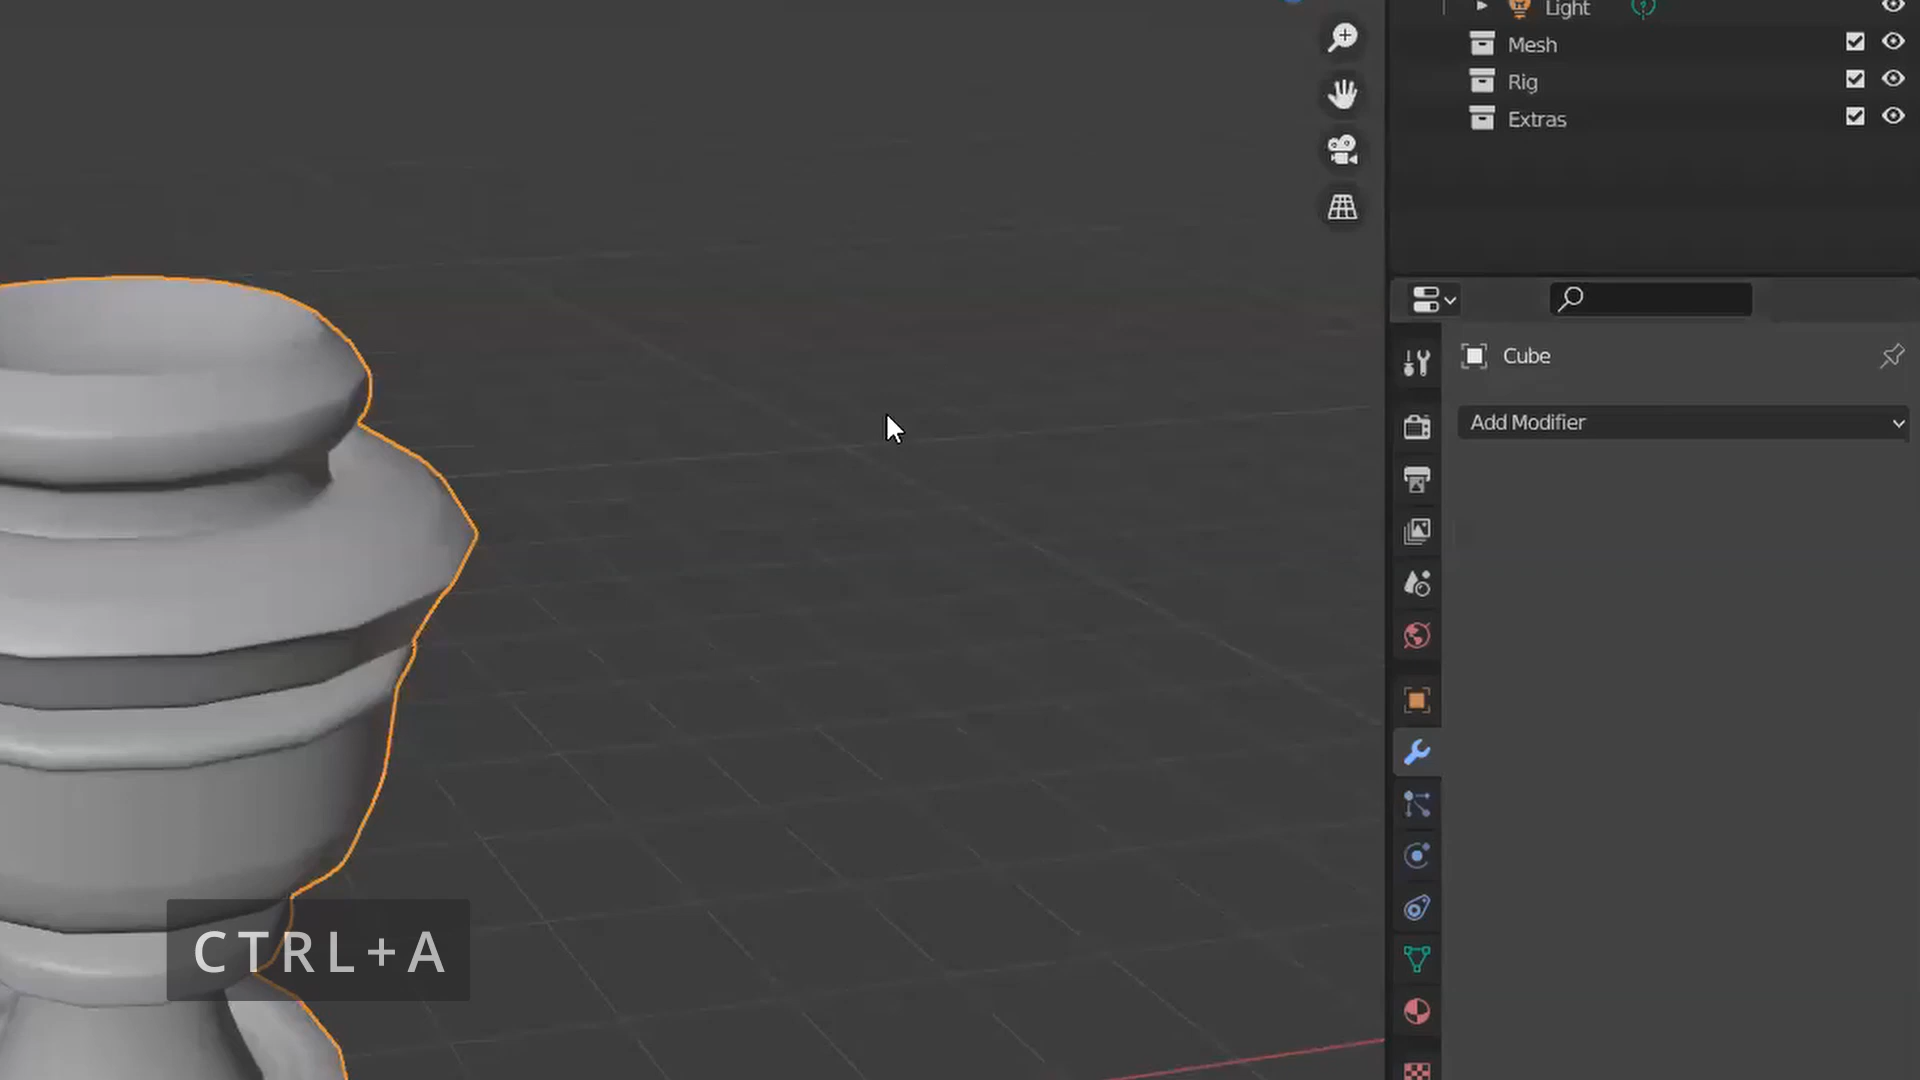 Light
Mesh
Rig
Extras
Cube
Add Modifier
CTRL+A